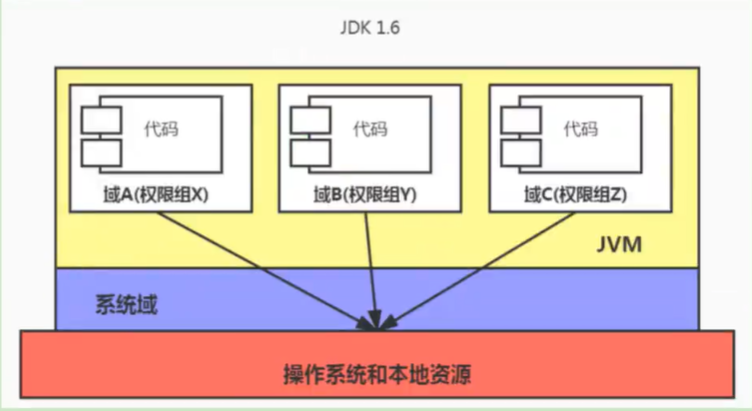 JDK 1.6
代码
代码
代码
域A(权限组X)
域B(权限组Y)
域C(权限组Z)
JVM
系统域
操作系统和本地资源